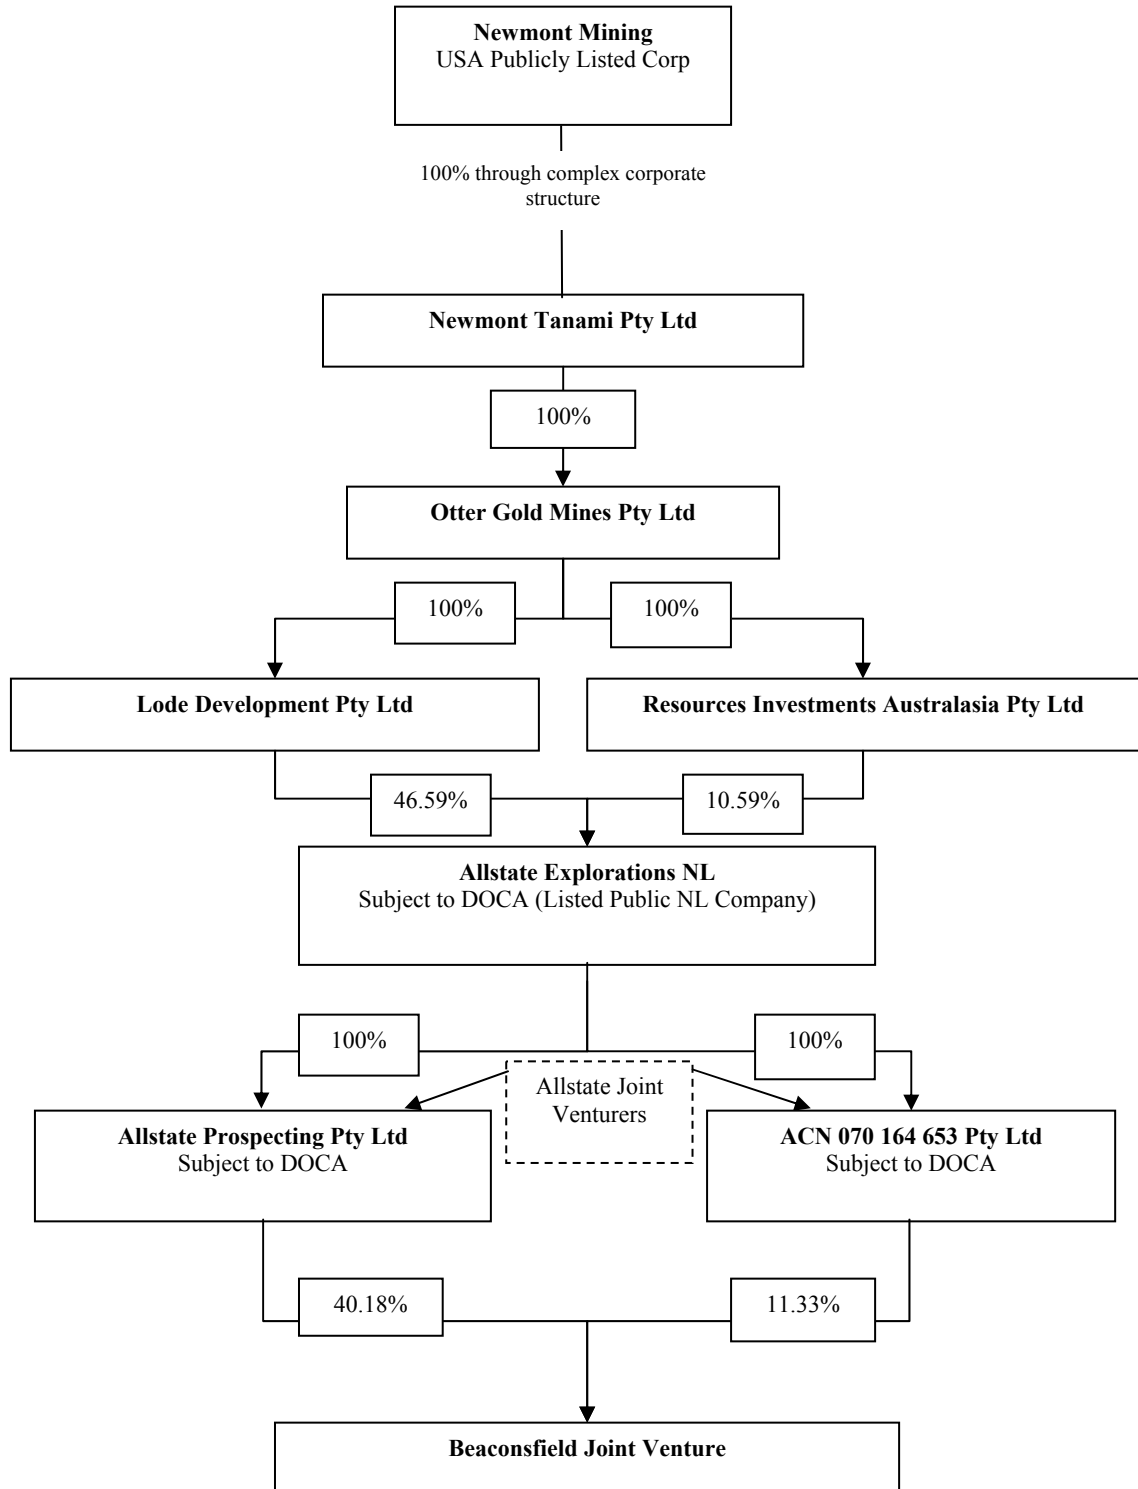 Newmont Mining
USA Publicly Listed Corp
100% through complex corporate
structure
Newmont Tanami Pty Ltd
100%
Otter Gold Mines Pty Ltd
100%
100%
Lode Development Pty Ltd
Resources Investments Australasia Pty Ltd
46.59%
10.59%
Allstate Explorations NL
Subject to DOCA (Listed Public NL Company)
100%
100%
Allstate Joint
Venturers
Allstate Prospecting Pty Ltd
Subject to DOCA
ACN 070 164 653 Pty Ltd
Subject to DOCA
40.18%
11.33%
Beaconsfield Joint Venture